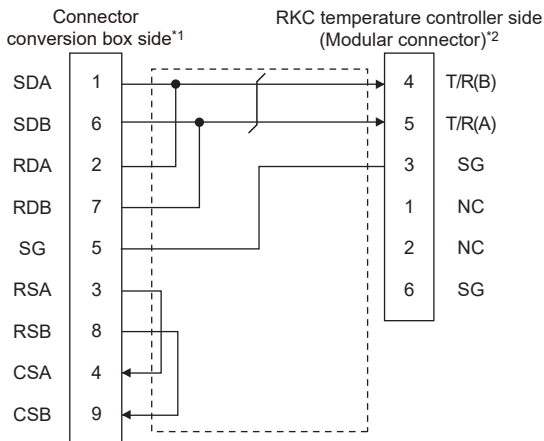 Connector
conversion box side*1
RKC temperature controller side
(Modular connector)*2
SDA 1 4 T/R(B)
SDB 6 5 T/R(A)
RDA 2 3 SG
RDB 7 1 NC
SG 5 2 NC
RSA 3 6 SG
RSB 8
CSA 4
CSB 9